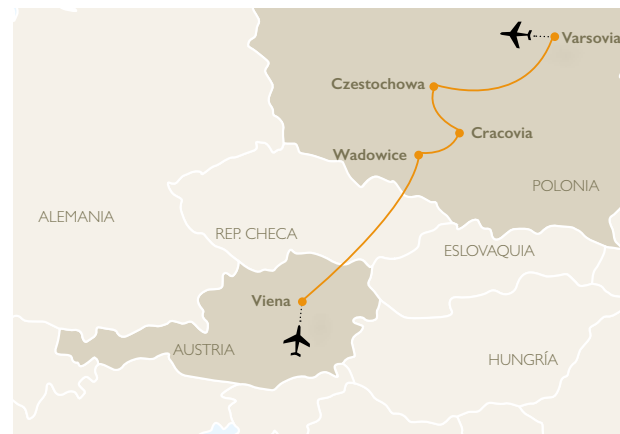 Varsovia
Czestochowa
Cracovia
Wadowice
POLONIA
ALEMANIA
REP. CHECA
ESLOVAQUIA
Viena
AUSTRIA
HUNGRÍA